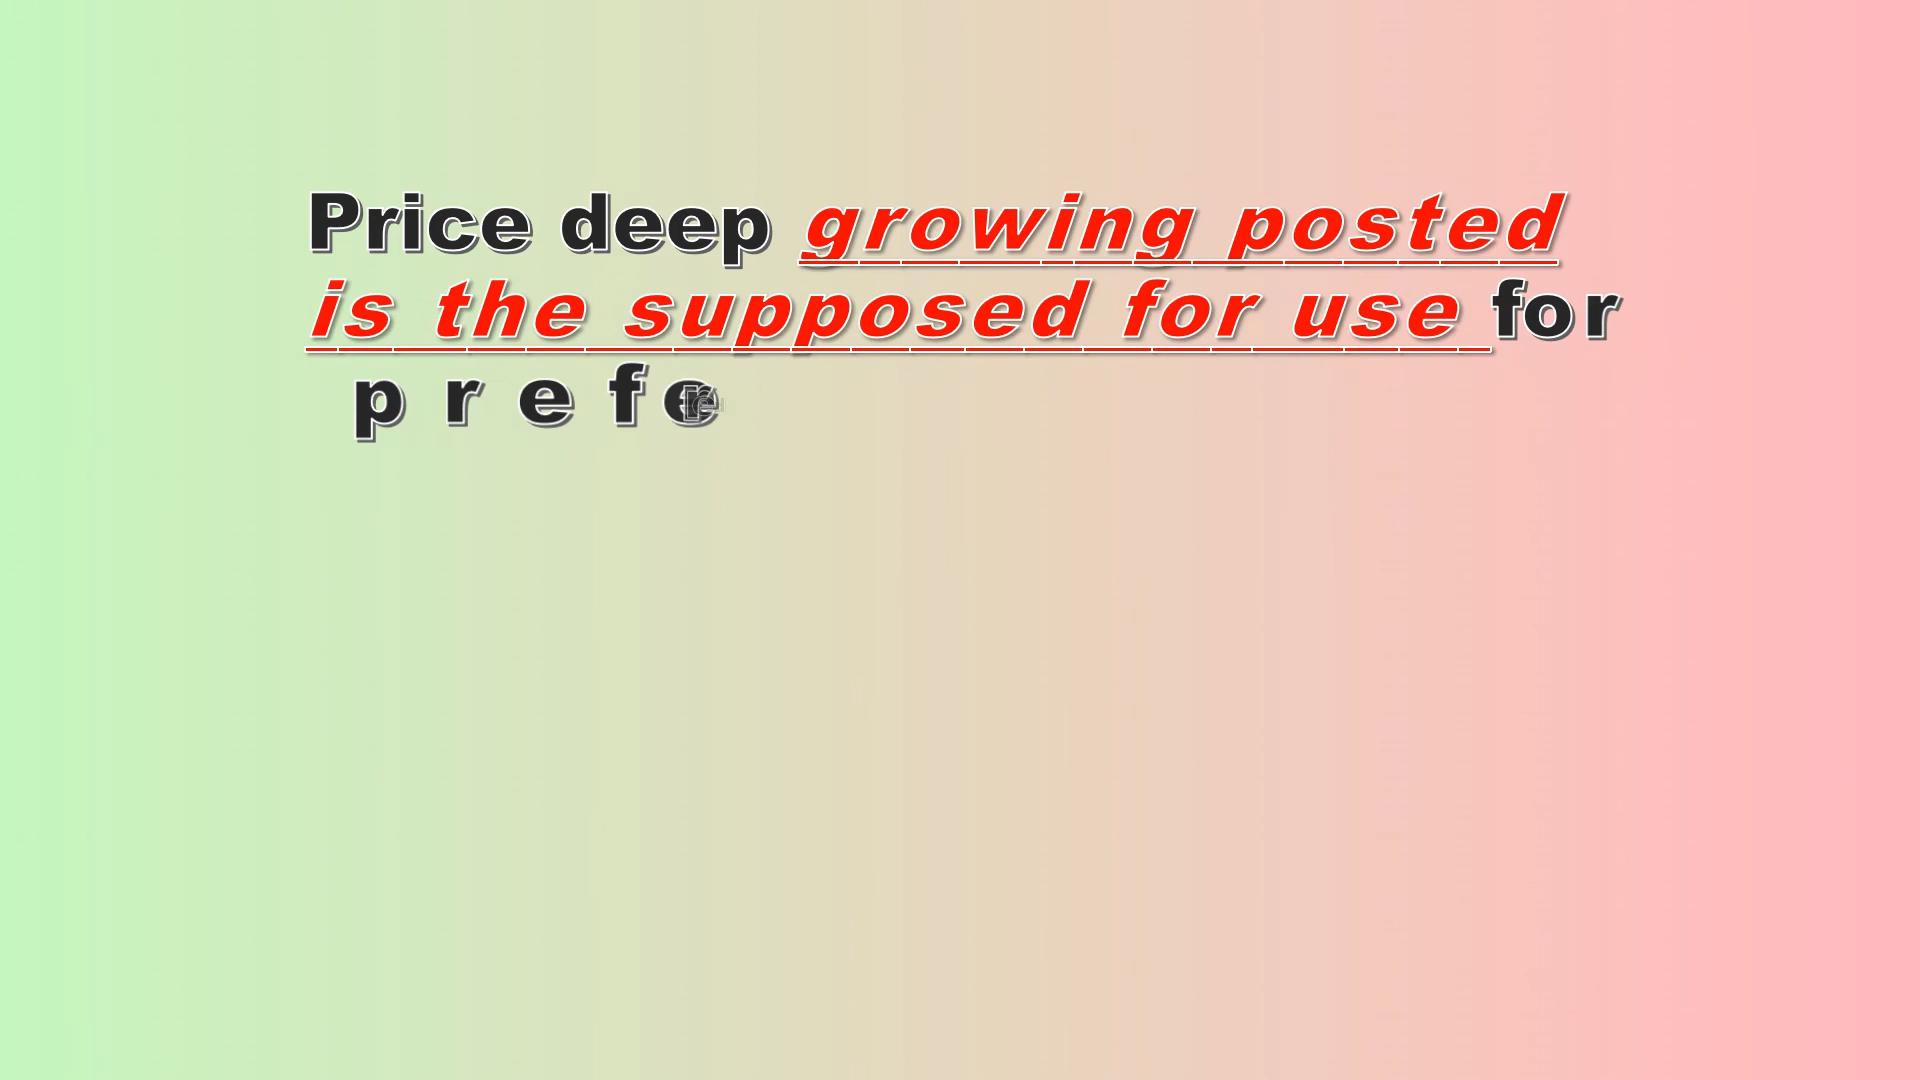 Price deep growing posted
is the supposed for use for